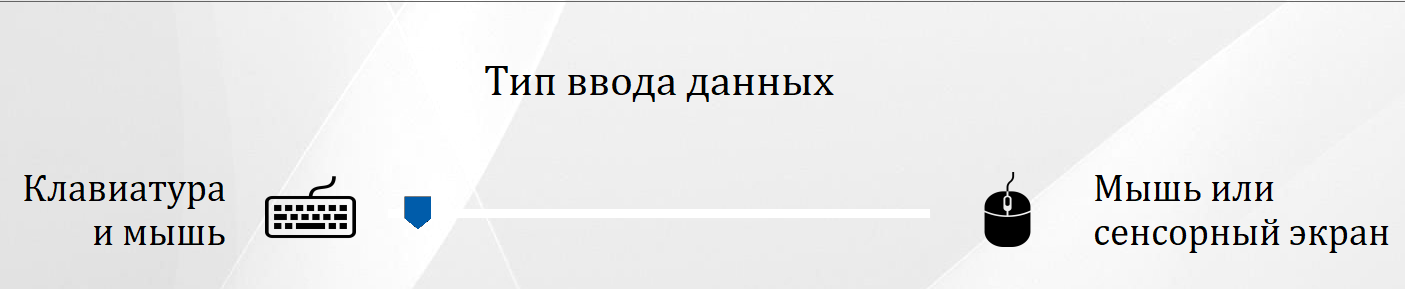 Тип ввода данных
Клавиатура
и мышь
Мышь или
сенсорный экран